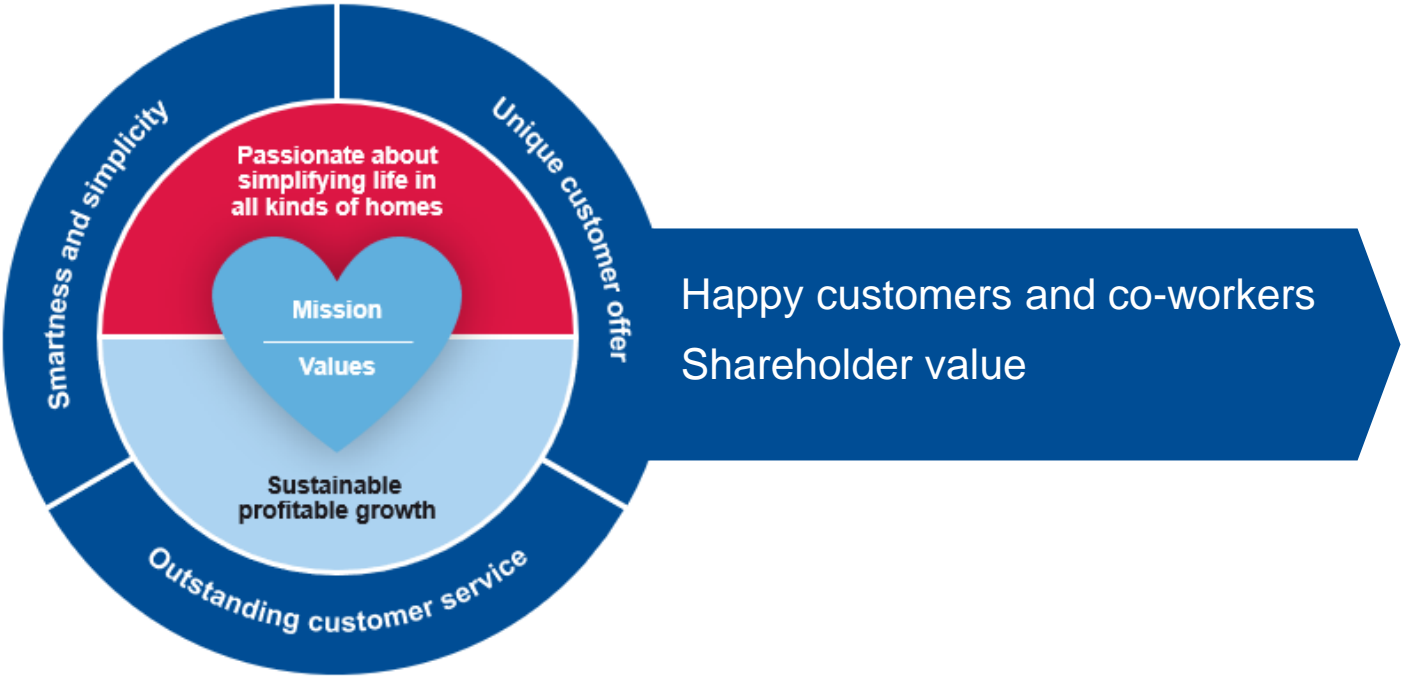 Smartness and simplicity
Unique customer offer
Passionate about
simplifying life in
all kinds of homes
Mission
Values
Sustainable
profitable growth
Outstanding customer service
Happy customers and co-workers
Shareholder value